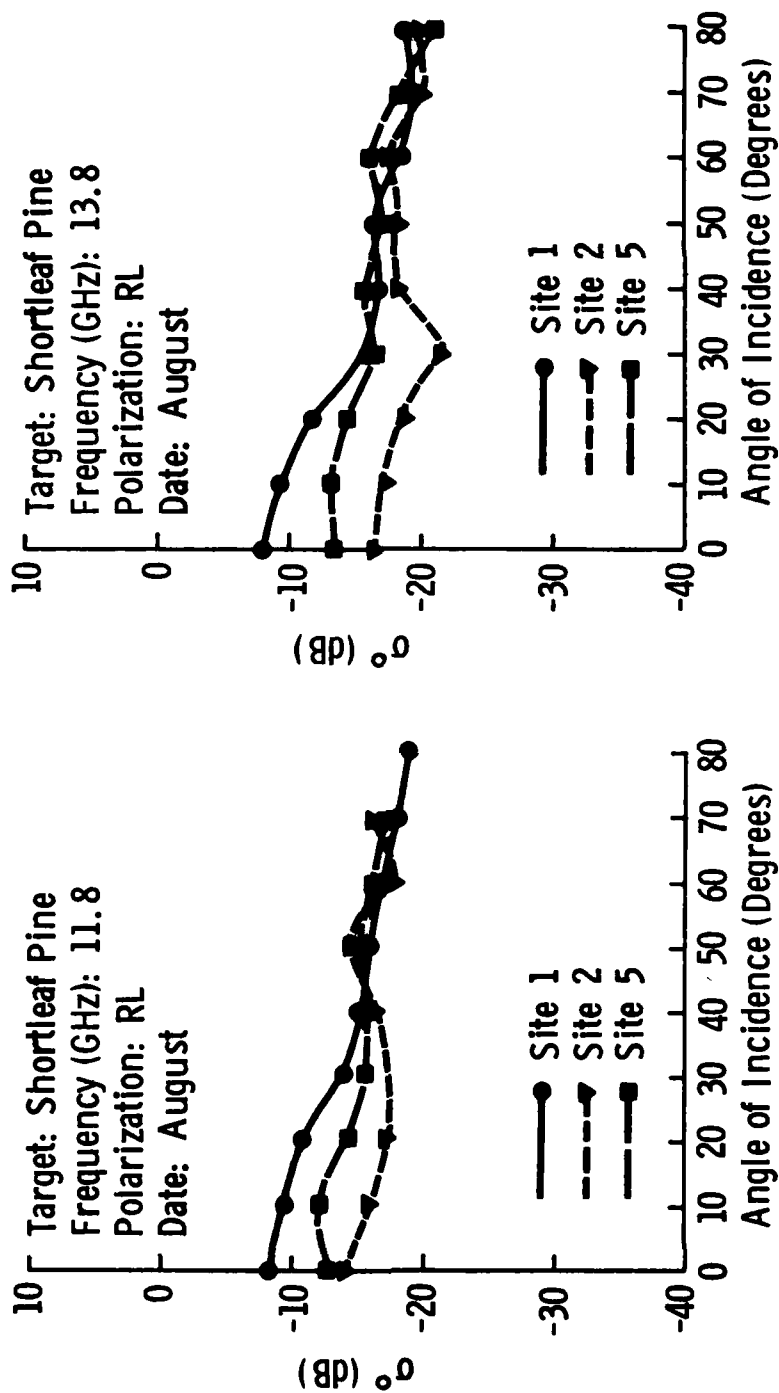 Target: Shortleaf Pine
Frequency (GHz): 11.8
Polarization: RL
Date: August
10
0
-10
-20
-30
-40
σ° (dB)
Site 1
Site 2
Site 5
0 10 20 30 40 50 60 70 80
Angle of Incidence (Degrees)
Target: Shortleaf Pine
Frequency (GHz): 13.8
Polarization: RL
Date: August
10
0
-10
-20
-30
-40
σ° (dB)
Site 1
Site 2
Site 5
0 10 20 30 40 50 60 70 80
Angle of Incidence (Degrees)